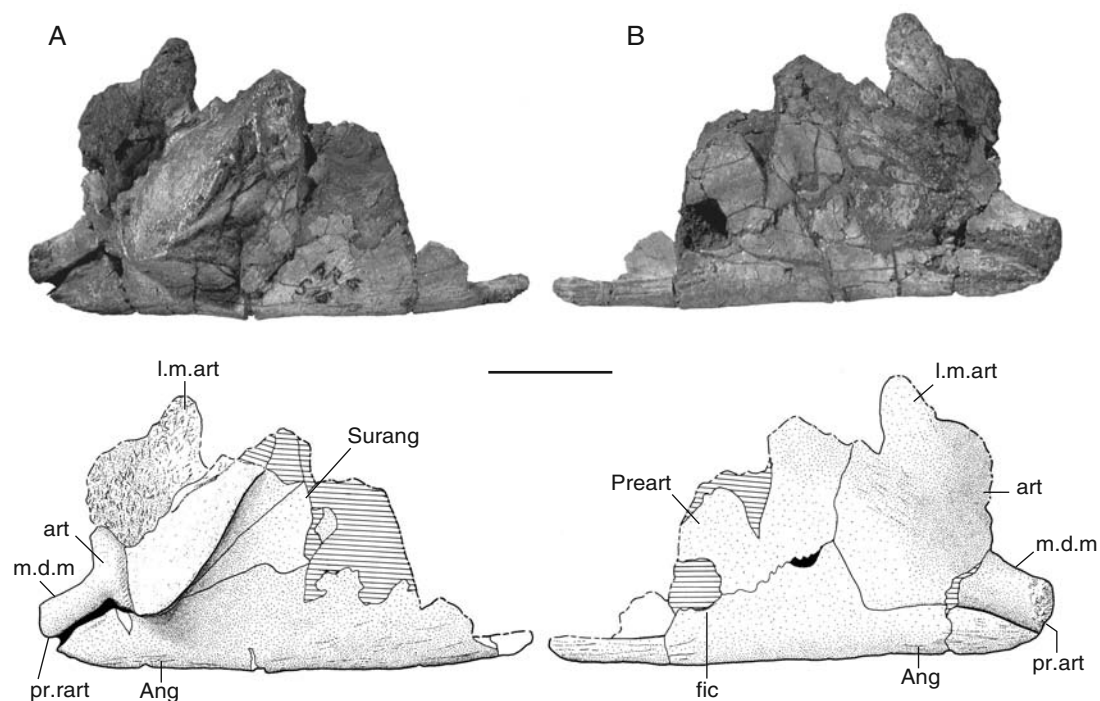 A
B
l.m.art
Surang
art
m.d.m
pr.rart
Ang
l.m.art
Preart
art
m.d.m
pr.art
Ang
fic